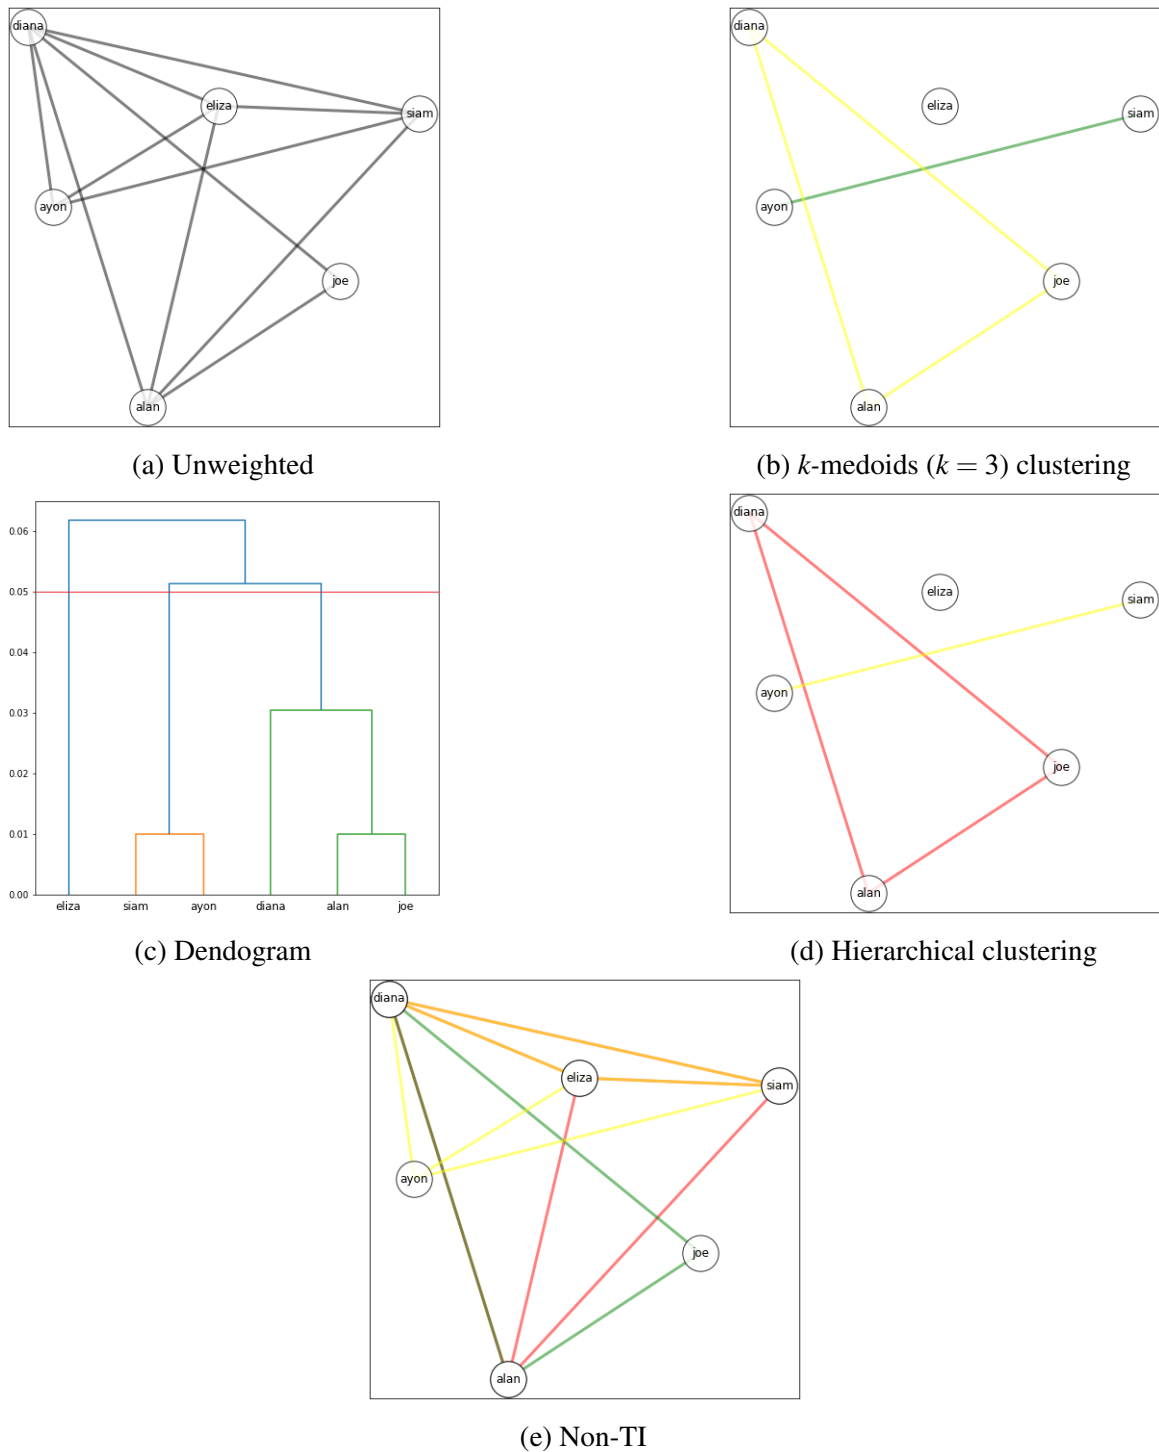 diana
eliza
siam
ayon
joe
alan
(a) Unweighted
diana
eliza
siam
ayon
joe
alan
(b) k-medoids (k = 3) clustering
0.06
0.05
0.04
0.03
0.02
0.01
0.00
eliza siam ayon diana alan joe
(c) Dendogram
diana
eliza
siam
ayon
joe
alan
(d) Hierarchical clustering
diana
eliza
siam
ayon
joe
alan
(e) Non-TI